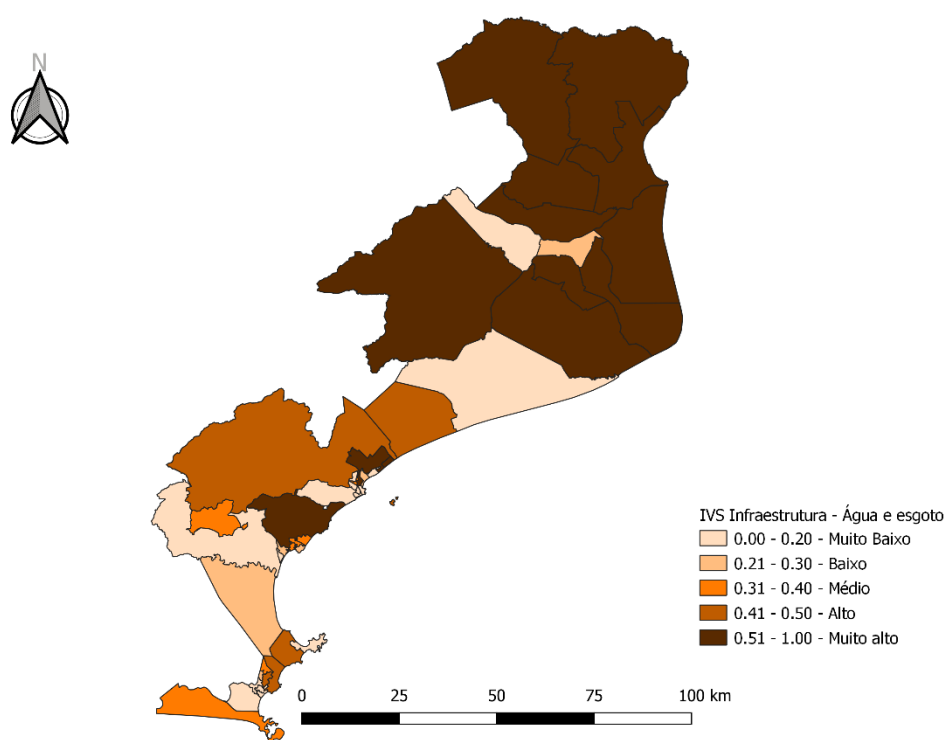 N
IVS Infraestrutura - Água e esgoto
0.00 - 0.20 - Muito Baixo
0.21 - 0.30 - Baixo
0.31 - 0.40 - Médio
0.41 - 0.50 - Alto
0.51 - 1.00 - Muito alto
0 25 50 75 100 km